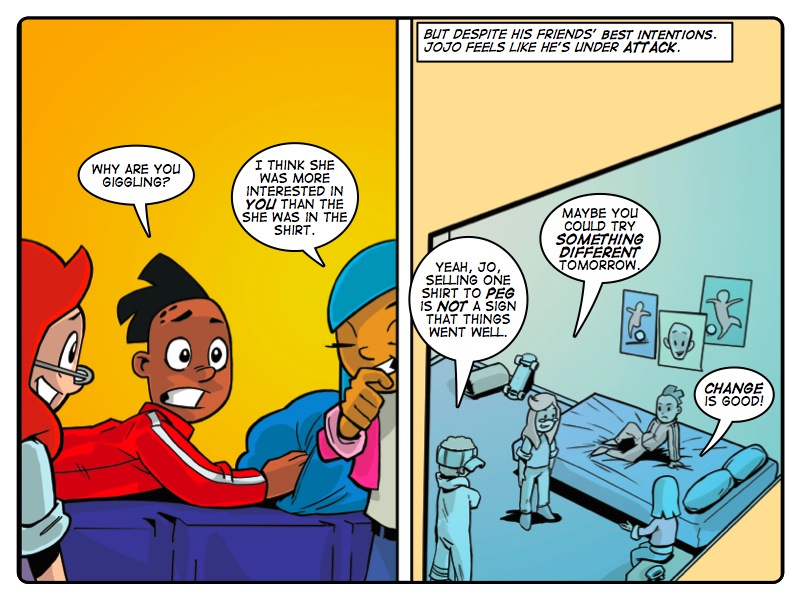 WHY ARE YOU
GIGGLING?
I THINK SHE
WAS MORE
INTERESTED IN
YOU THAN THE
SHE WAS IN THE
SHIRT.
BUT DESPITE HIS FRIENDS' BEST INTENTIONS.
JOJO FEELS LIKE HE'S UNDER ATTACK.
YEAH, JO,
SELLING ONE
SHIRT TO PEG
IS NOT A SIGN
THAT THINGS
WENT WELL.
MAYBE YOU
COULD TRY
SOMETHING
DIFFERENT
TOMORROW.
CHANGE
IS GOOD!